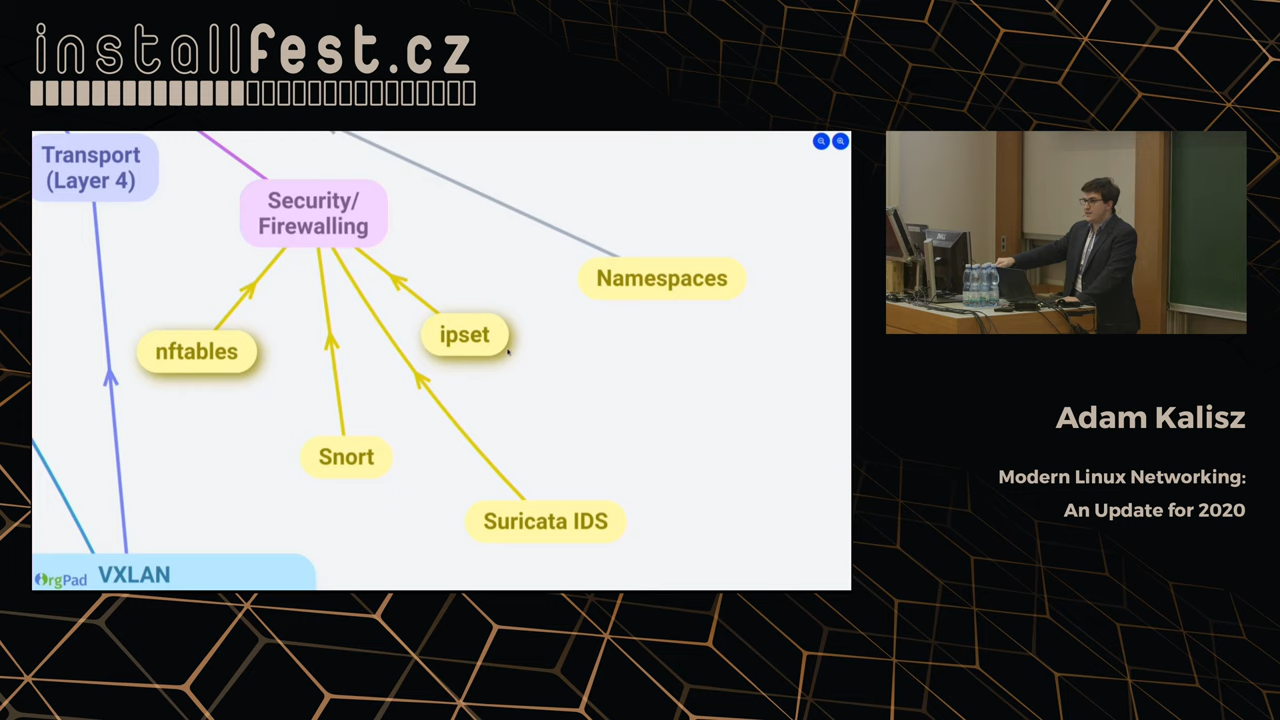 installfest.cz
Transport
(Layer 4)
Security/
Firewalling
Namespaces
nftables
ipset
Snort
Suricata IDS
OrgPad
VXLAN
Adam Kalisz
Modern Linux Networking:
An Update for 2020